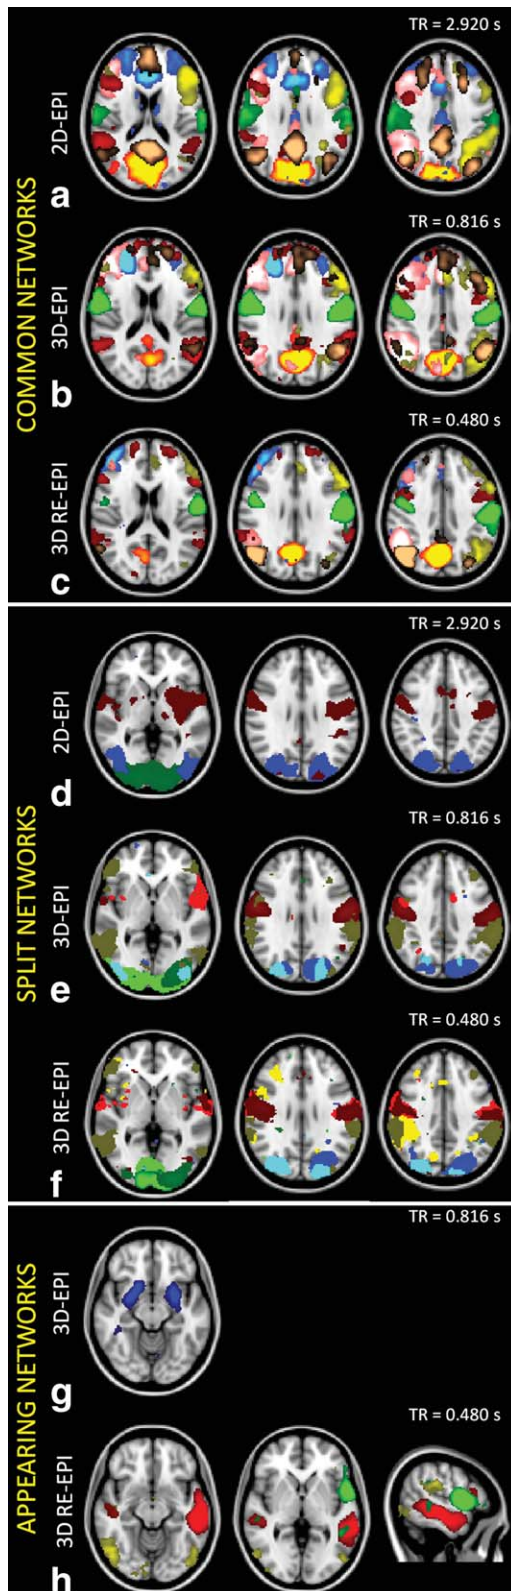 COMMON NETWORKS
TR = 2.920 s
2D-EPI
a
TR = 0.816 s
3D-EPI
b
TR = 0.480 s
3D RE-EPI
c
SPLIT NETWORKS
TR = 2.920 s
2D-EPI
d
TR = 0.816 s
3D-EPI
e
TR = 0.480 s
3D RE-EPI
f
APPEARING NETWORKS
TR = 0.816 s
3D-EPI
g
TR = 0.480 s
3D RE-EPI
h